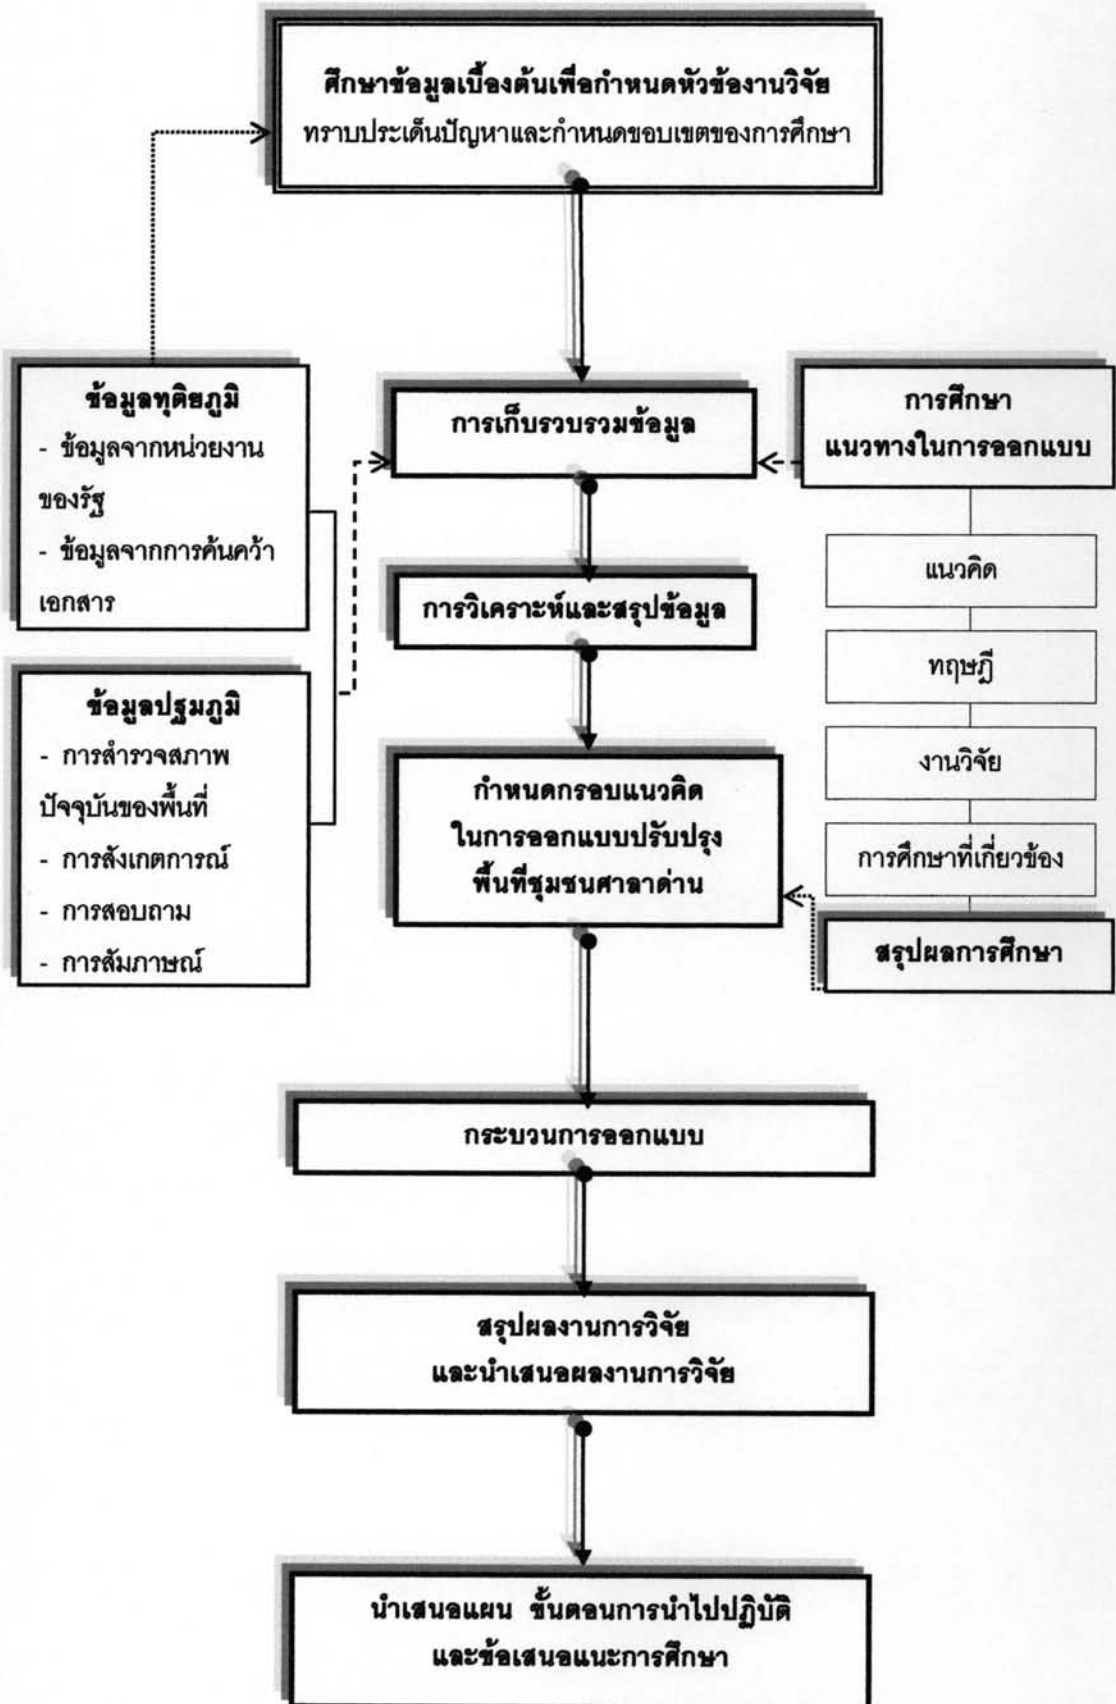 ศึกษาข้อมูลเบื้องต้นเพื่อกำหนดหัวข้องานวิจัย
ทราบประเด็นปัญหาและกำหนดขอบเขตของการศึกษา
ข้อมูลทุติยภูมิ
- ข้อมูลจากหน่วยงาน
ของรัฐ
- ข้อมูลจากการค้นคว้า
เอกสาร
ข้อมูลปฐมภูมิ
- การสำรวจสภาพ
ปัจจุบันของพื้นที่
- การสังเกตการณ์
- การสอบถาม
- การสัมภาษณ์
การเก็บรวบรวมข้อมูล
การวิเคราะห์และสรุปข้อมูล
กำหนดกรอบแนวคิด
ในการออกแบบปรับปรุง
พื้นที่ชุมชนศาลาด่าน
การศึกษา
แนวทางในการออกแบบ
แนวคิด
ทฤษฎี
งานวิจัย
การศึกษาที่เกี่ยวข้อง
สรุปผลการศึกษา
กระบวนการออกแบบ
สรุปผลงานการวิจัย
และนำเสนอผลงานการวิจัย
นำเสนอแผน ขั้นตอนการนำไปปฏิบัติ
และข้อเสนอแนะการศึกษา